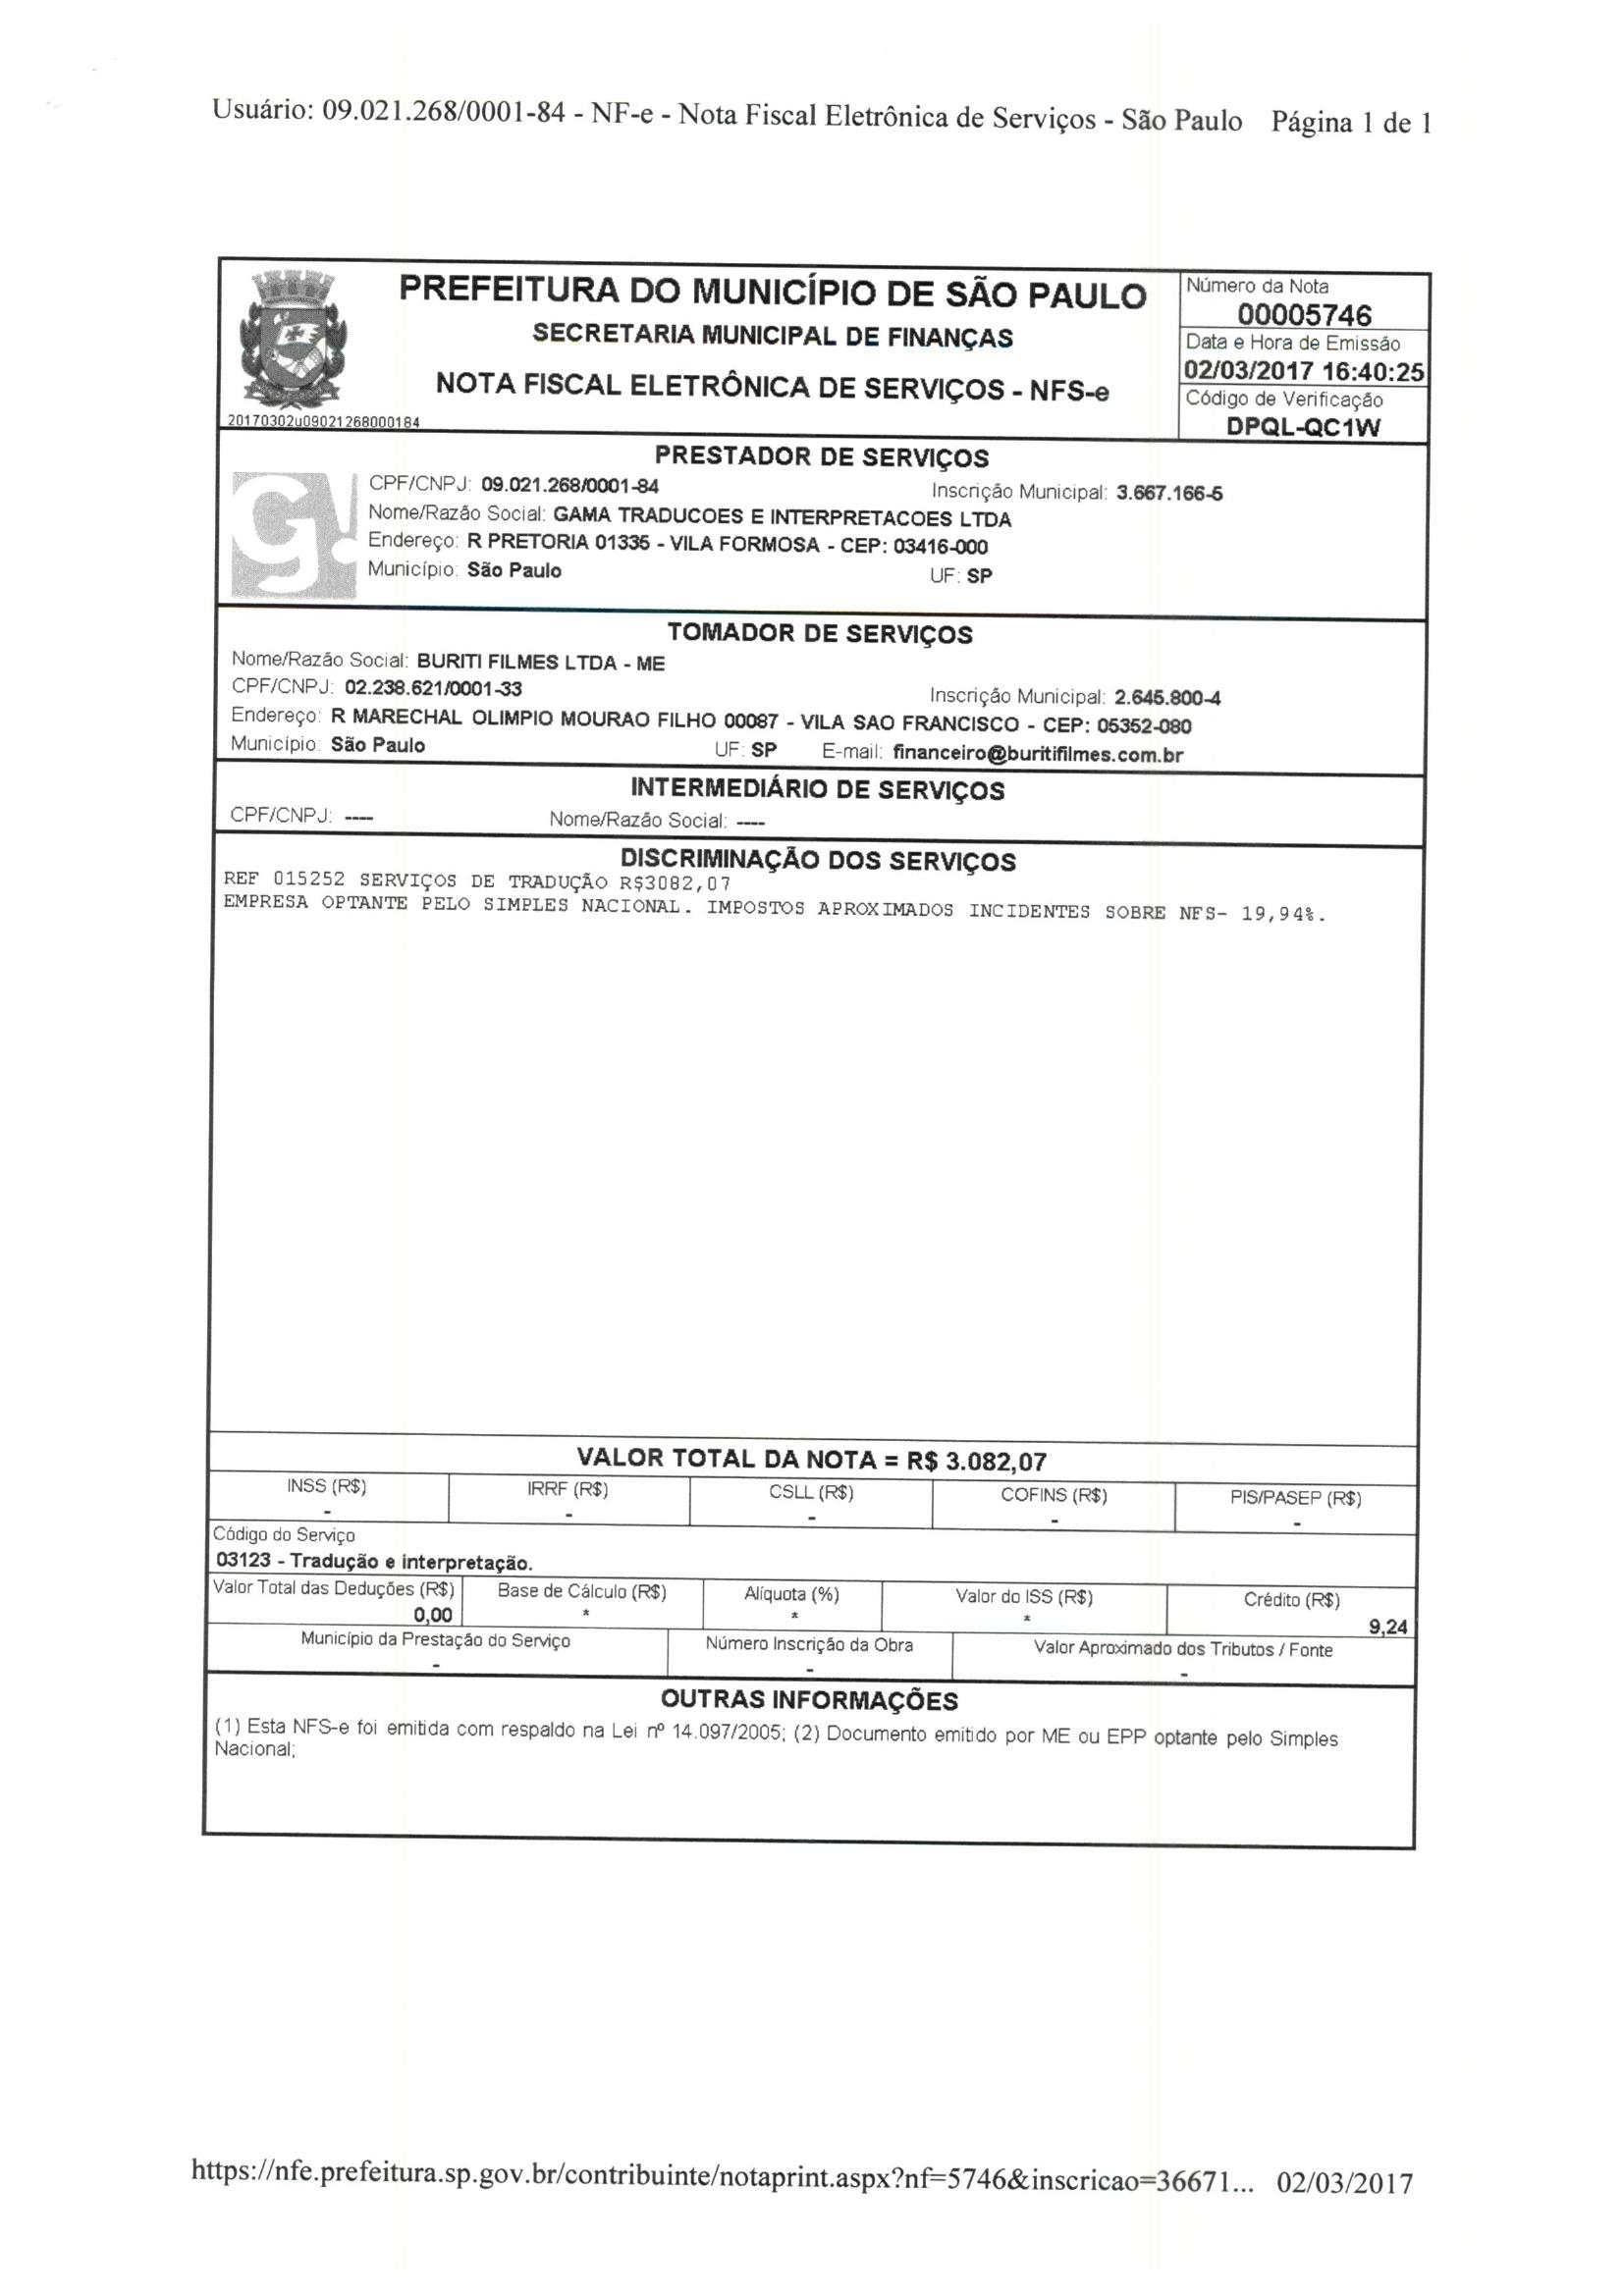 Usuário: 09.021.268/0001-84 - NF-e - Nota Fiscal Eletrônica de Serviços - São Paulo Página 1 de 1
PREFEITURA DO MUNICÍPIO DE SÃO PAULO
SECRETARIA MUNICIPAL DE FINANÇAS
NOTA FISCAL ELETRÔNICA DE SERVIÇOS - NFS-e
20170302u09021268000184
Número da Nota
00005746
Data e Hora de Emissão
02/03/2017 16:40:25
Código de Verificação
DPQL-QC1W
PRESTADOR DE SERVIÇOS
G!
CPF/CNPJ: 09.021.268/0001-84 Inscrição Municipal: 3.667.166-5
Nome/Razão Social: GAMA TRADUCOES E INTERPRETACOES LTDA
Endereço: R PRETORIA 01335 - VILA FORMOSA - CEP: 03416-000
Município: São Paulo UF: SP
TOMADOR DE SERVIÇOS
Nome/Razão Social: BURITI FILMES LTDA - ME
CPF/CNPJ: 02.238.621/0001-33 Inscrição Municipal: 2.645.800-4
Endereço: R MARECHAL OLIMPIO MOURAO FILHO 00087 - VILA SAO FRANCISCO - CEP: 05352-080
Município: São Paulo UF: SP E-mail: financeiro@buritifilmes.com.br
INTERMEDIÁRIO DE SERVIÇOS
CPF/CNPJ: ---- Nome/Razão Social: ----
DISCRIMINAÇÃO DOS SERVIÇOS
REF 015252 SERVIÇOS DE TRADUÇÃO R$3082,07
EMPRESA OPTANTE PELO SIMPLES NACIONAL. IMPOSTOS APROXIMADOS INCIDENTES SOBRE NFS- 19,94%.
VALOR TOTAL DA NOTA = R$ 3.082,07
INSS (R$) IRRF (R$) CSLL (R$) COFINS (R$) PIS/PASEP (R$)
- - - - -
Código do Serviço
03123 - Tradução e interpretação.
Valor Total das Deduções (R$) Base de Cálculo (R$) Alíquota (%) Valor do ISS (R$) Crédito (R$)
0,00 * * * 9,24
Município da Prestação do Serviço Número Inscrição da Obra Valor Aproximado dos Tributos / Fonte
- - -
OUTRAS INFORMAÇÕES
(1) Esta NFS-e foi emitida com respaldo na Lei nº 14.097/2005; (2) Documento emitido por ME ou EPP optante pelo Simples
Nacional;
https://nfe.prefeitura.sp.gov.br/contribuinte/notaprint.aspx?nf=5746&inscricao=36671... 02/03/2017